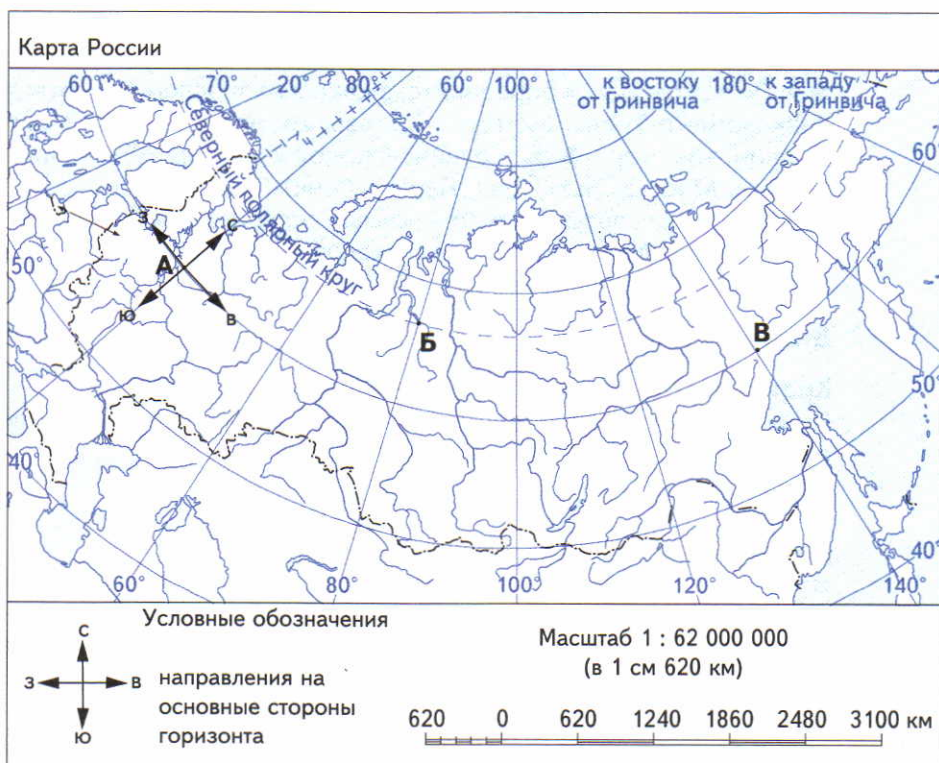 Карта России
60° 70° 20° 80° 60° 100° к востоку от Гринвича 180° к западу от Гринвича
60°
Северный полярный круг
З С
А
50°
Ю В
Б
В
50°
40°
40°
60° 80° 100° 120° 140°
Условные обозначения
С
З В
Ю
направления на
основные стороны
горизонта
Масштаб 1 : 62 000 000
(в 1 см 620 км)
620 0 620 1240 1860 2480 3100 км